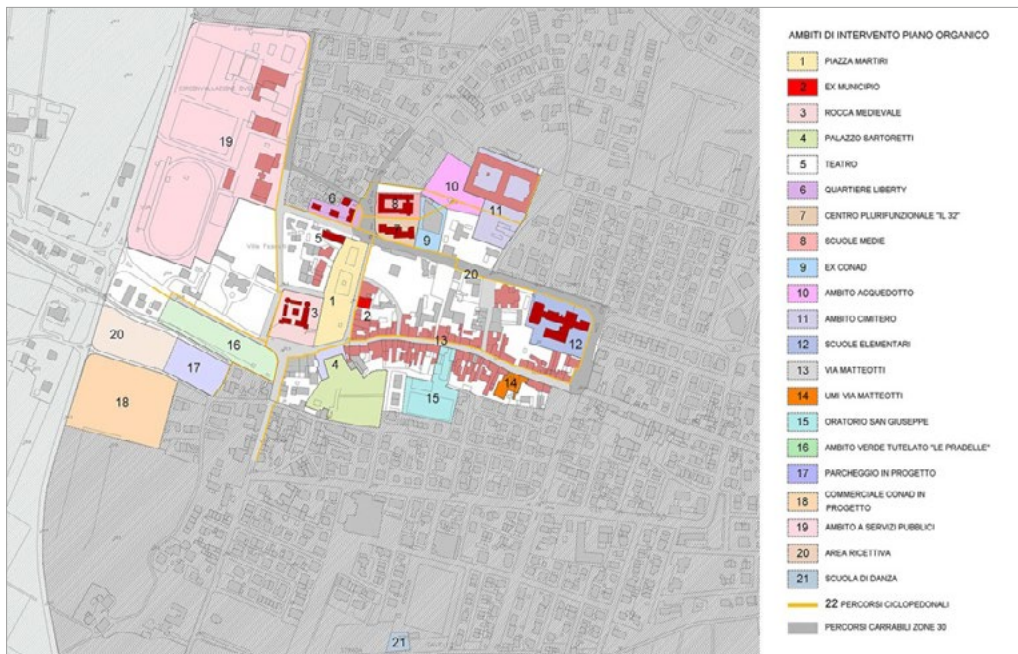 AMBITI DI INTERVENTO PIANO ORGANICO
1 PIAZZA MARTIRI
2 EX MUNICIPIO
3 ROCCA MEDIEVALE
4 PALAZZO SARTORETTI
5 TEATRO
6 QUARTIERE LIBERTY
7 CENTRO PLURIFUNZIONALE "IL 32"
8 SCUOLE MEDIE
9 EX CONAD
10 AMBITO ACQUEDOTTO
11 AMBITO CIMITERO
12 SCUOLE ELEMENTARI
13 VIA MATTEOTTI
14 UMI VIA MATTEOTTI
15 ORATORIO SAN GIUSEPPE
16 AMBITO VERDE TUTELATO "LE PRADELLE"
17 PARCHEGGIO IN PROGETTO
18 COMMERCIALE CONAD IN
PROGETTO
19 AMBITO A SERVIZI PUBBLICI
20 AREA RICETTIVA
21 SCUOLA DI DANZA
22 PERCORSI CICLOPEDONALI
PERCORSI CARRABILI ZONE 30
19
10
8
6
11
7
9
5
20
1
3
2
12
13
20
16
4
17
14
15
18
21